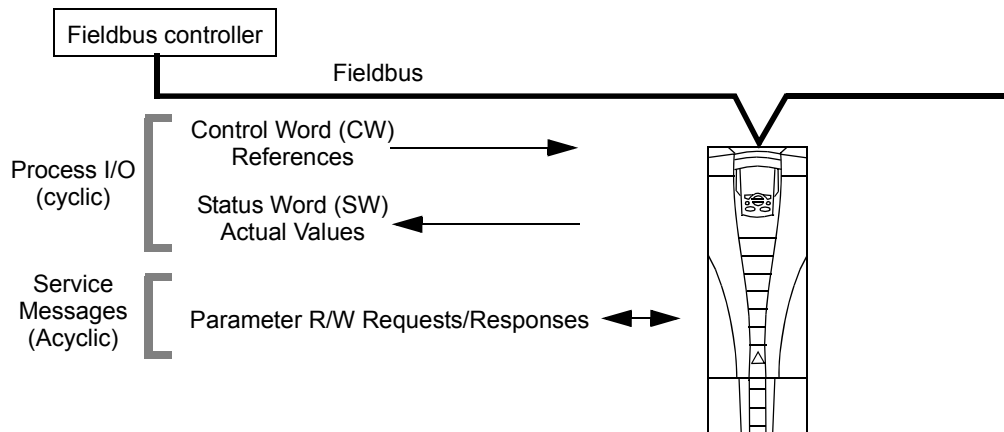 Fieldbus controller
Fieldbus
Process I/O
(cyclic)
Control Word (CW)
References
Status Word (SW)
Actual Values
Service
Messages
(Acyclic)
Parameter R/W Requests/Responses